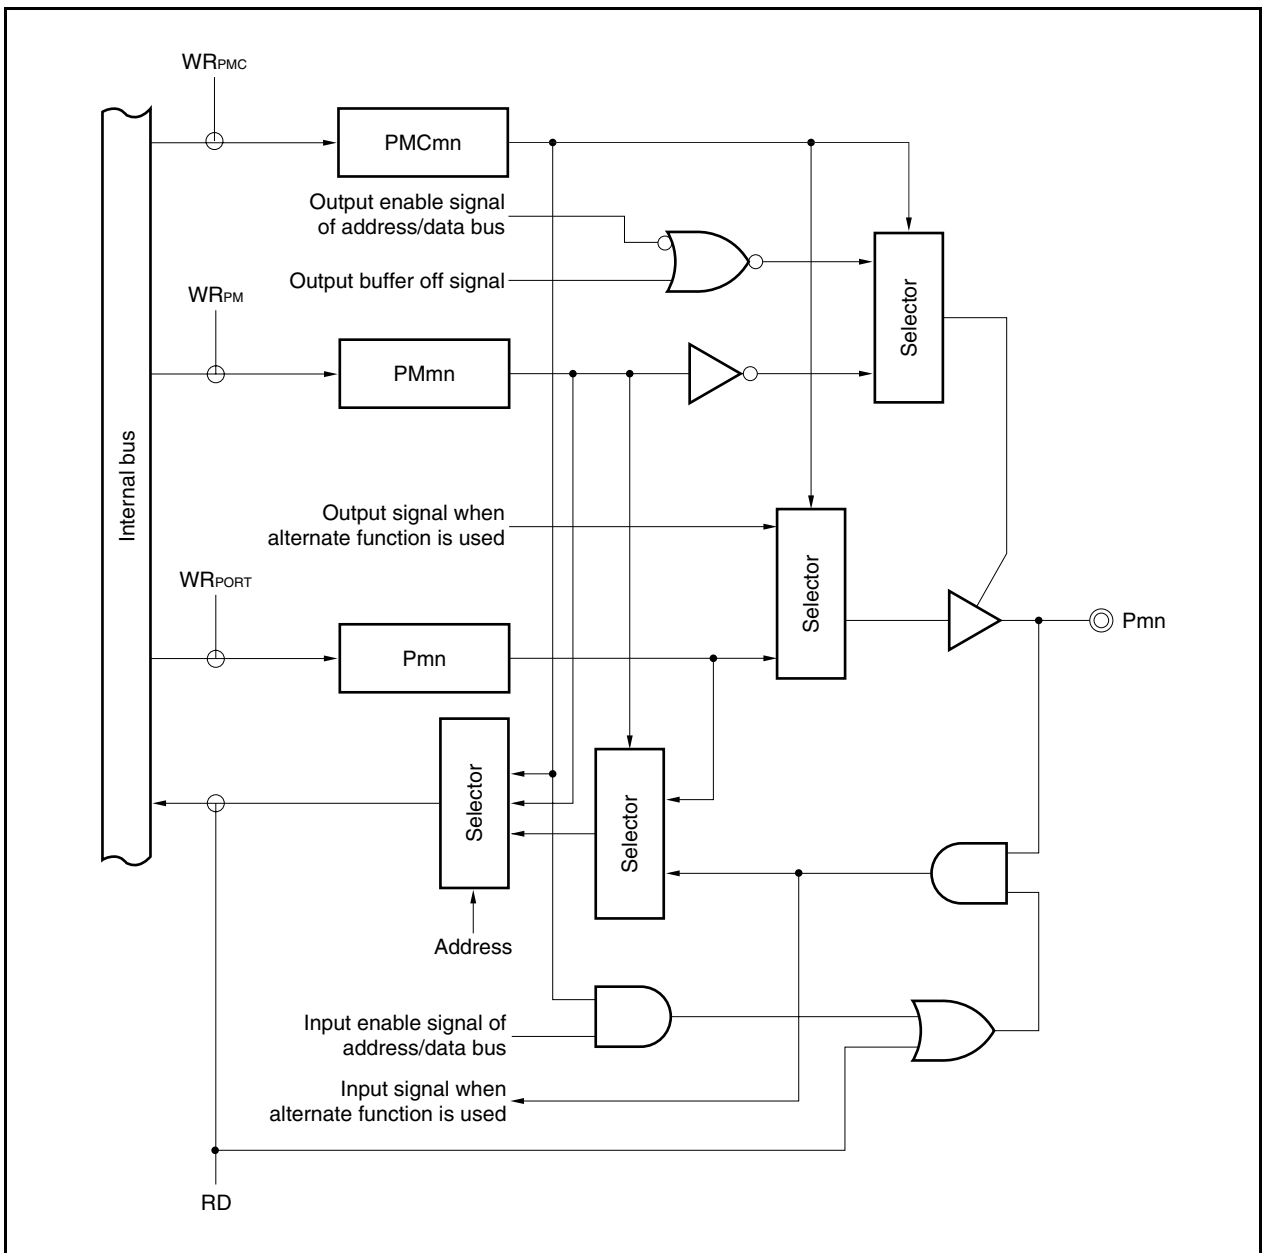 WRPMC
PMCmn
Output enable signal
of address/data bus
Output buffer off signal
Selector
WRPM
PMmn
Internal bus
Output signal when
alternate function is used
Selector
WRPORT
Pmn
Pmn
Selector
Selector
Address
Input enable signal of
address/data bus
Input signal when
alternate function is used
RD